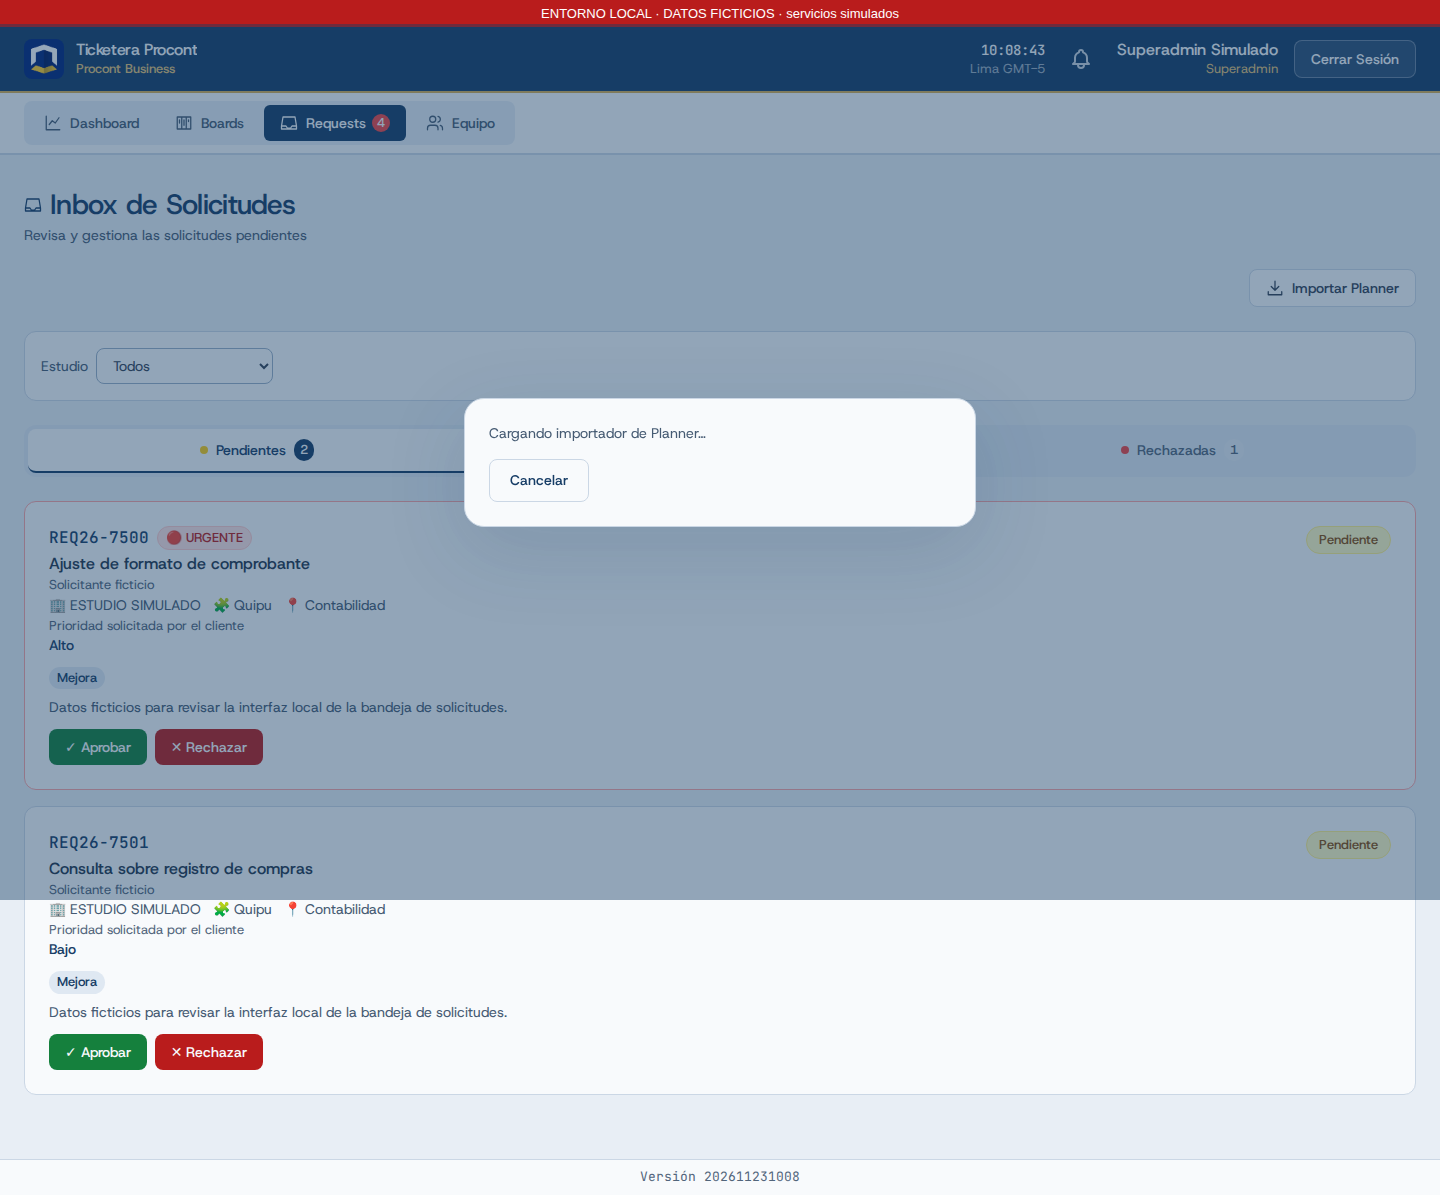 ENTORNO LOCAL · DATOS FICTICIOS · servicios simulados
Ticketera Procont
Procont Business
10:08:43
Lima GMT-5
Superadmin Simulado
Superadmin
Cerrar Sesión
Dashboard
Boards
Requests 4
Equipo
Inbox de Solicitudes
Revisa y gestiona las solicitudes pendientes
Importar Planner
Estudio
Todos
Cargando importador de Planner…
Cancelar
Pendientes 2
Rechazadas 1
REQ26-7500
URGENTE
Pendiente
Ajuste de formato de comprobante
Solicitante ficticio
ESTUDIO SIMULADO Quipu Contabilidad
Prioridad solicitada por el cliente
Alto
Mejora
Datos ficticios para revisar la interfaz local de la bandeja de solicitudes.
✓ Aprobar
✕ Rechazar
REQ26-7501
Pendiente
Consulta sobre registro de compras
Solicitante ficticio
ESTUDIO SIMULADO Quipu Contabilidad
Prioridad solicitada por el cliente
Bajo
Mejora
Datos ficticios para revisar la interfaz local de la bandeja de solicitudes.
✓ Aprobar
✕ Rechazar
Versión 202611231008